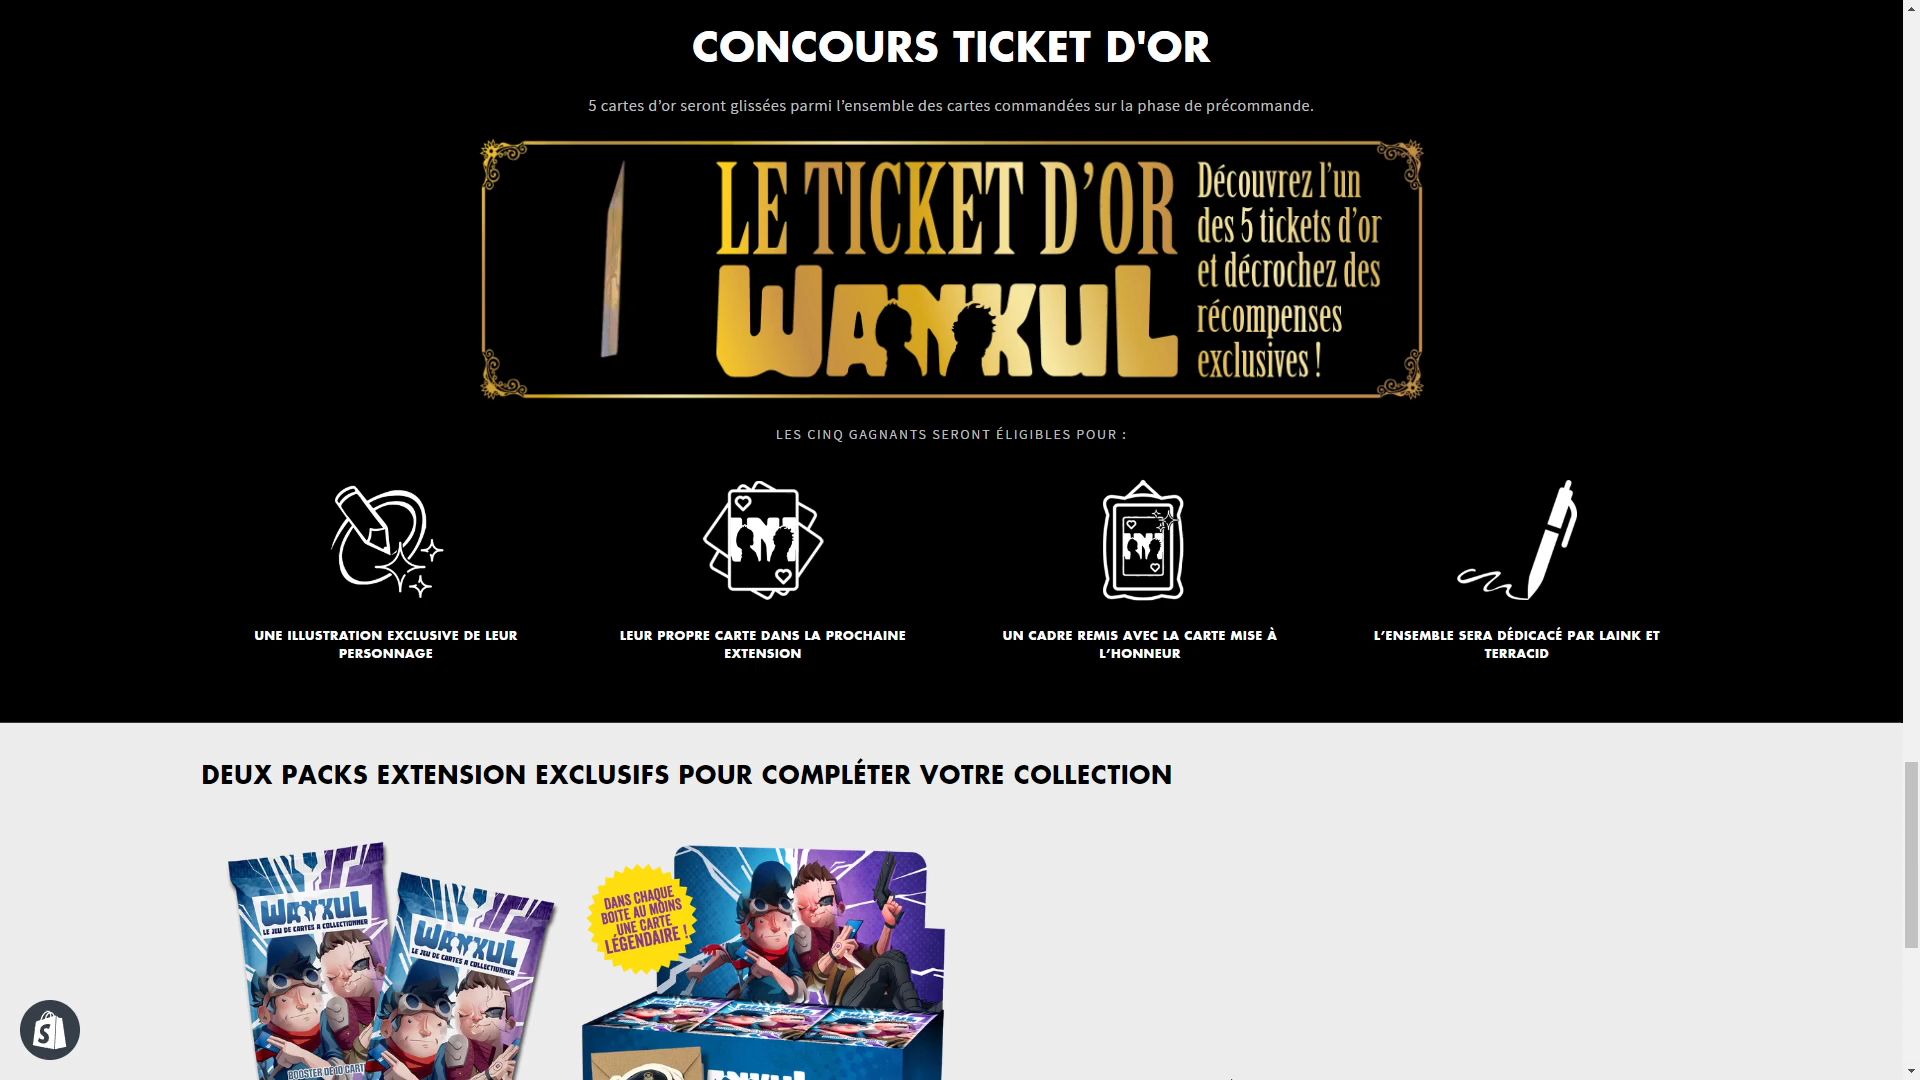 CONCOURS TICKET D'OR
5 cartes d’or seront glissées parmi l’ensemble des cartes commandées sur la phase de précommande.
LE TICKET D’OR
WANKUL
Découvrez l’un
des 5 tickets d’or
et décrochez des
récompenses
exclusives !
LES CINQ GAGNANTS SERONT ÉLIGIBLES POUR :
UNE ILLUSTRATION EXCLUSIVE DE LEUR
PERSONNAGE
LEUR PROPRE CARTE DANS LA PROCHAINE
EXTENSION
UN CADRE REMIS AVEC LA CARTE MISE À
L’HONNEUR
L’ENSEMBLE SERA DÉDICACÉ PAR LAINK ET
TERRACID
DEUX PACKS EXTENSION EXCLUSIFS POUR COMPLÉTER VOTRE COLLECTION
WANKUL
LE JEU DE CARTES A COLLECTIONNER
WANKUL
LE JEU DE CARTES A COLLECTIONNER
BOOSTER DE 10 CART
DANS CHAQUE
BOITE AU MOINS
UNE CARTE
LÉGENDAIRE !